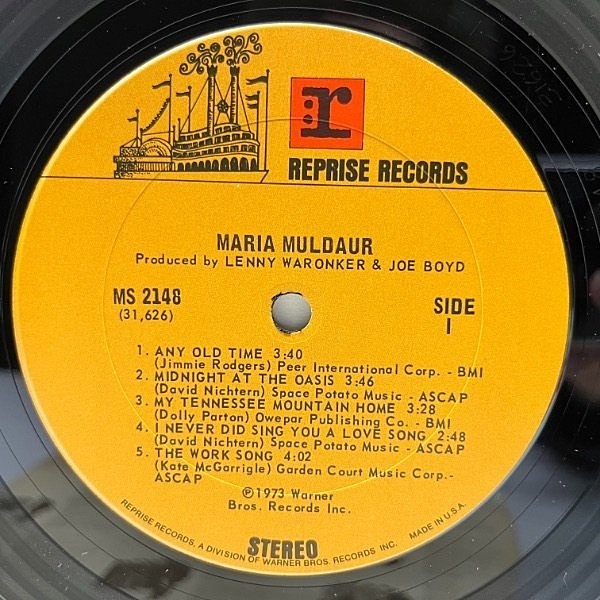 r
REPRISE RECORDS
MARIA MULDAUR
Produced by LENNY WARONKER & JOE BOYD
MS 2148
(31,626)
SIDE
1
1. ANY OLD TIME 3:40
(Jimmie Rodgers) Peer International Corp. - BMI
2. MIDNIGHT AT THE OASIS 3:46
(David Nichtern) Space Potato Music - ASCAP
3. MY TENNESSEE MOUNTAIN HOME 3:28
(Dolly Parton) Owepar Publishing Co. - BMI
4. I NEVER DID SING YOU A LOVE SONG 2:48
(David Nichtern) Space Potato Music - ASCAP
5. THE WORK SONG 4:02
(Kate McGarrigle) Garden Court Music Corp.-
ASCAP
℗1973 Warner
Bros. Records Inc.
STEREO
REPRISE RECORDS, A DIVISION OF WARNER BROS. RECORDS INC. MADE IN U.S.A.
31626